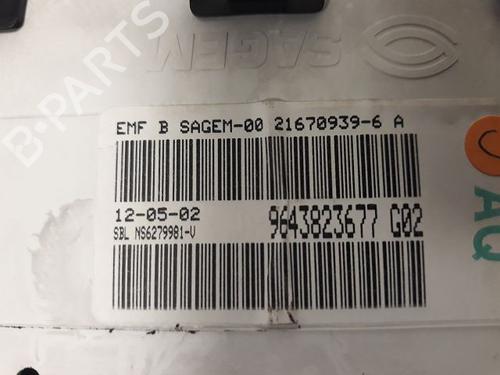 SAGEM
B-PARTS
EMF B SAGEM-00 21670939-6 A
12-05-02
9643823677 G02
SBL NS6279981-V
AQ